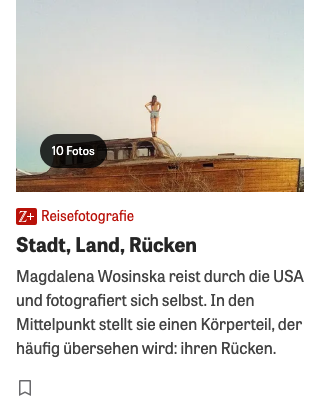 10 Fotos
Z+ Reisefotografie
Stadt, Land, Rücken
Magdalena Wosinska reist durch die USA
und fotografiert sich selbst. In den
Mittelpunkt stellt sie einen Körperteil, der
häufig übersehen wird: ihren Rücken.